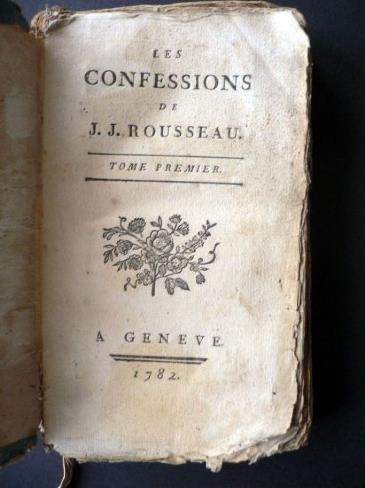 LES
CONFESSIONS
DE
J. J. ROUSSEAU.
TOME PREMIER.
A GENEVE.
1782.